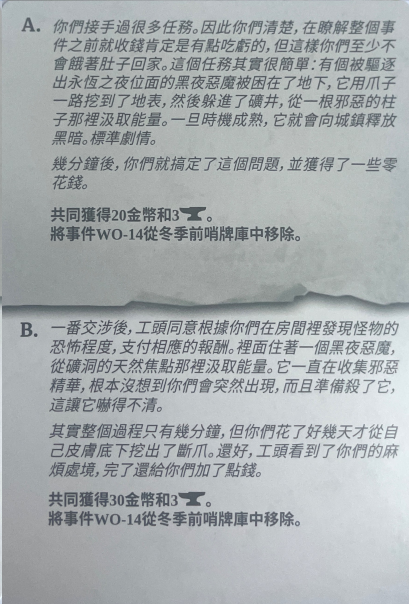 A. 你們接手過很多任務。因此你們清楚，在瞭解整個事
件之前就收錢肯定是有點吃虧的，但這樣你們至少不
會餓著肚子回家。這個任務其實很簡單：有個被驅逐
出永恆之夜位面的黑夜惡魔被困在了地下，它用爪子
一路挖到了地表，然後躲進了礦井，從一根邪惡的柱
子那裡汲取能量。一旦時機成熟，它就會向城鎮釋放
黑暗。標準劇情。
幾分鐘後，你們就搞定了這個問題，並獲得了一些零
花錢。
共同獲得20金幣和3。
將事件WO-14從冬季前哨牌庫中移除。
B. 一番交涉後，工頭同意根據你們在房間裡發現怪物的
恐怖程度，支付相應的報酬。裡面住著一個黑夜惡魔，
從礦洞的天然焦點那裡汲取能量。它一直在收集邪惡
精華，根本沒想到你們會突然出現，而且準備殺了它，
這讓它嚇得不清。
其實整個過程只有幾分鐘，但你們花了好幾天才從自
己皮膚底下挖出了斷爪。還好，工頭看到了你們的麻
煩處境，完了還給你們加了點錢。
共同獲得30金幣和3。
將事件WO-14從冬季前哨牌庫中移除。